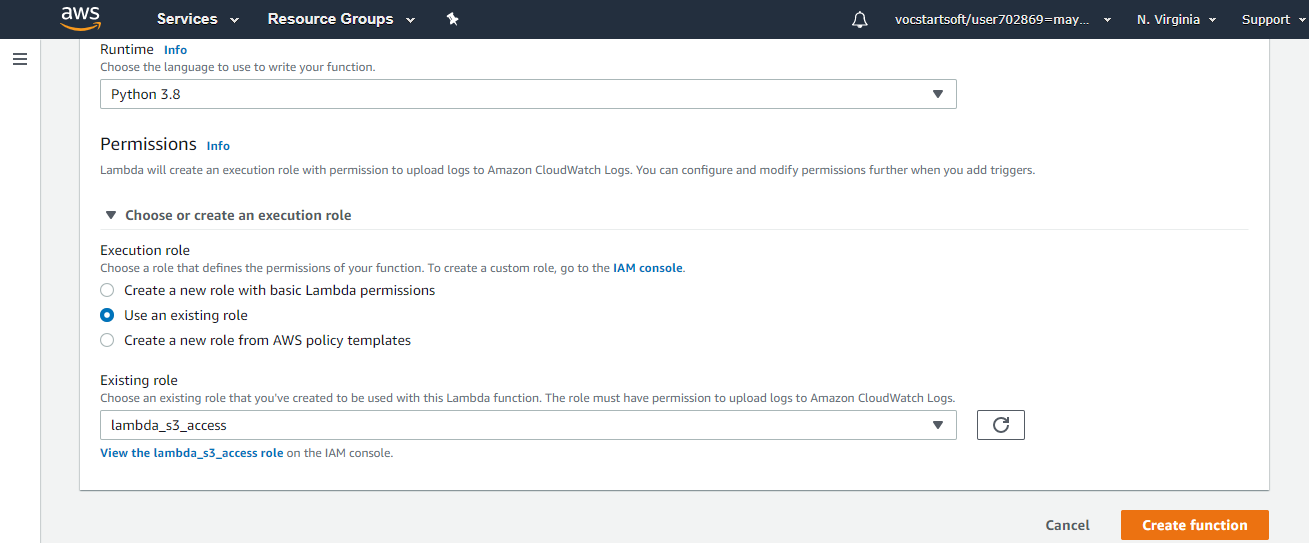 aws Services Resource Groups vocstartsoft/user702869=may... N. Virginia Support
Runtime Info
Choose the language to use to write your function.
Python 3.8
Permissions Info
Lambda will create an execution role with permission to upload logs to Amazon CloudWatch Logs. You can configure and modify permissions further when you add triggers.
Choose or create an execution role
Execution role
Choose a role that defines the permissions of your function. To create a custom role, go to the IAM console.
Create a new role with basic Lambda permissions
Use an existing role
Create a new role from AWS policy templates
Existing role
Choose an existing role that you've created to be used with this Lambda function. The role must have permission to upload logs to Amazon CloudWatch Logs.
lambda_s3_access
View the lambda_s3_access role on the IAM console.
Cancel Create function